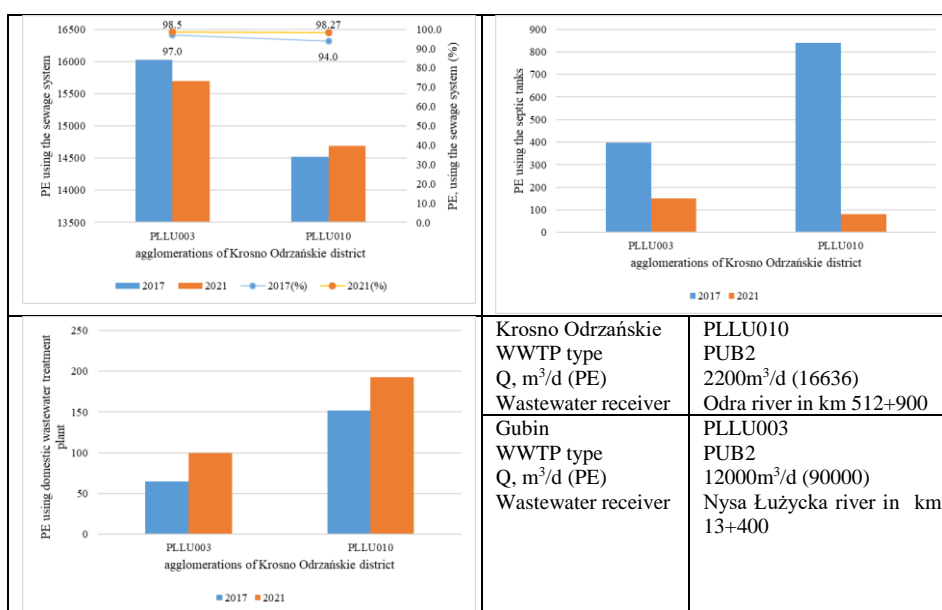 16500
16000
15500
15000
14500
14000
13500
PE using the sewage system
98.5
97.0
98.27
94.0
100.0
90.0
80.0
70.0
60.0
50.0
40.0
30.0
20.0
10.0
0.0
PE, using the sewage system (%)
PLLU003
PLLU010
agglomerations of Krosno Odrzańskie district
2017
2021
2017(%)
2021(%)
900
800
700
600
500
400
300
200
100
0
PE using the septic tanks
PLLU003
PLLU010
agglomerations of Krosno Odrzańskie district
2017
2021
250
200
150
100
50
0
PE using domestic wastewater treatment
plant
PLLU003
PLLU010
agglomerations of Krosno Odrzańskie district
2017
2021
Krosno Odrzańskie PLLU010
WWTP type PUB2
Q, m³/d (PE) 2200m³/d (16636)
Wastewater receiver Odra river in km 512+900
Gubin PLLU003
WWTP type PUB2
Q, m³/d (PE) 12000m³/d (90000)
Wastewater receiver Nysa Łużycka river in km
13+400